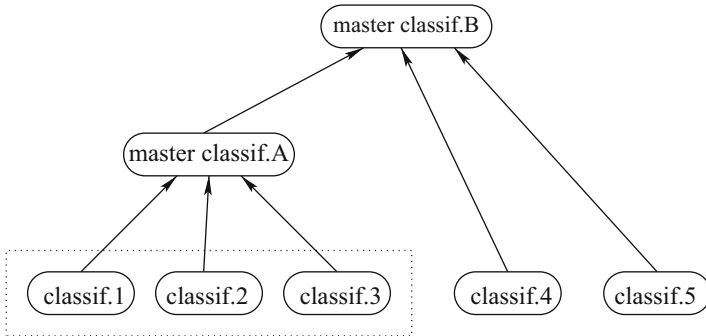 master classif.B
master classif.A
classif.1
classif.2
classif.3
classif.4
classif.5